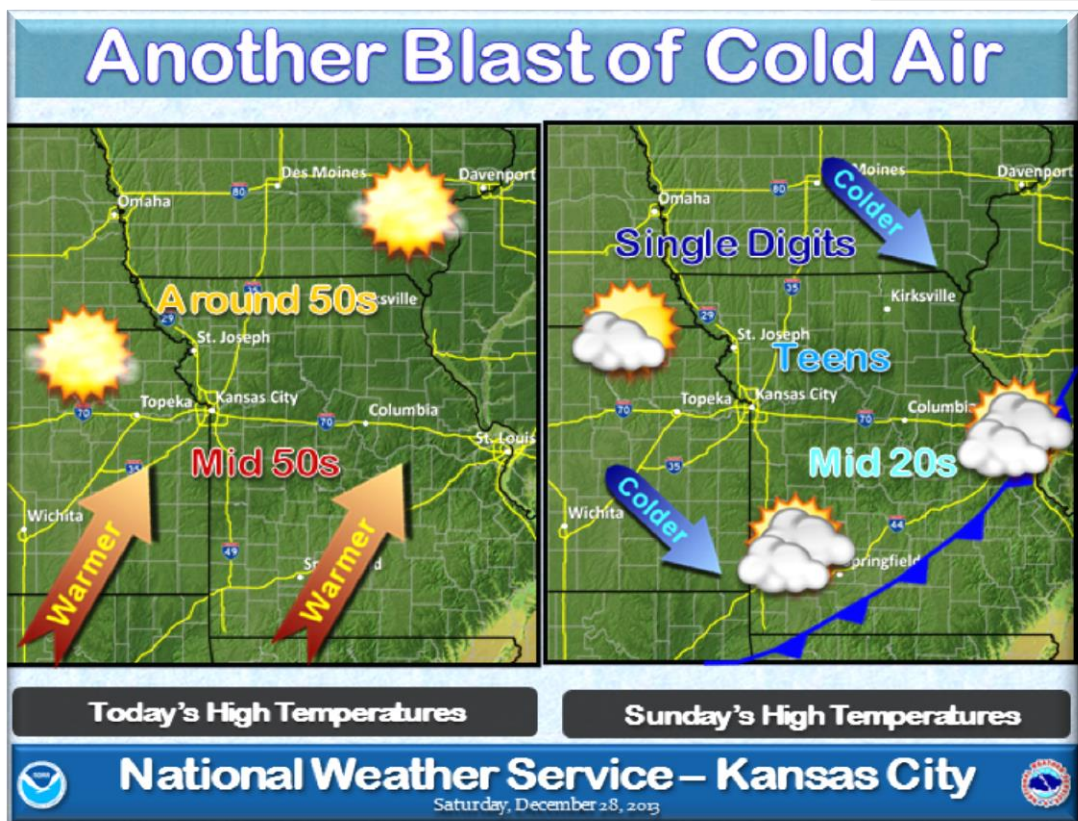 Another Blast of Cold Air
Des Moines
80
Davenport
Omaha
Around 50s
35
29
St. Joseph
Topeka
Kansas City
70
Columbia
70
St. Louis
Mid 50s
35
Wichita
49
Warmer
Warmer
Moines
80
Davenport
Omaha
Colder
Single Digits
35
Kirksville
29
St. Joseph
Teens
Topeka
Kansas City
70
Columbia
70
35
Mid 20s
Colder
Wichita
44
Today's High Temperatures
Sunday's High Temperatures
National Weather Service – Kansas City
Saturday, December 28, 2013